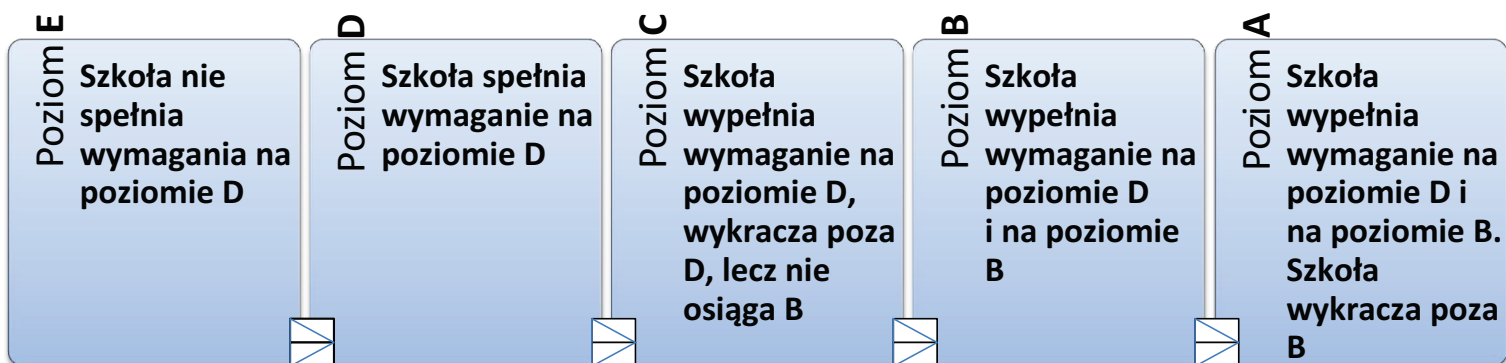 Poziom E
Szkoła nie
spełnia
wymagania na
poziomie D
Poziom D
Szkoła spełnia
wymaganie na
poziomie D
Poziom C
Szkoła
wypełnia
wymaganie na
poziomie D,
wykracza poza
D, lecz nie
osiąga B
Poziom B
Szkoła
wypełnia
wymaganie na
poziomie D
i na poziomie
B
Poziom A
Szkoła
wypełnia
wymaganie na
poziomie D i
na poziomie B.
Szkoła
wykracza poza
B